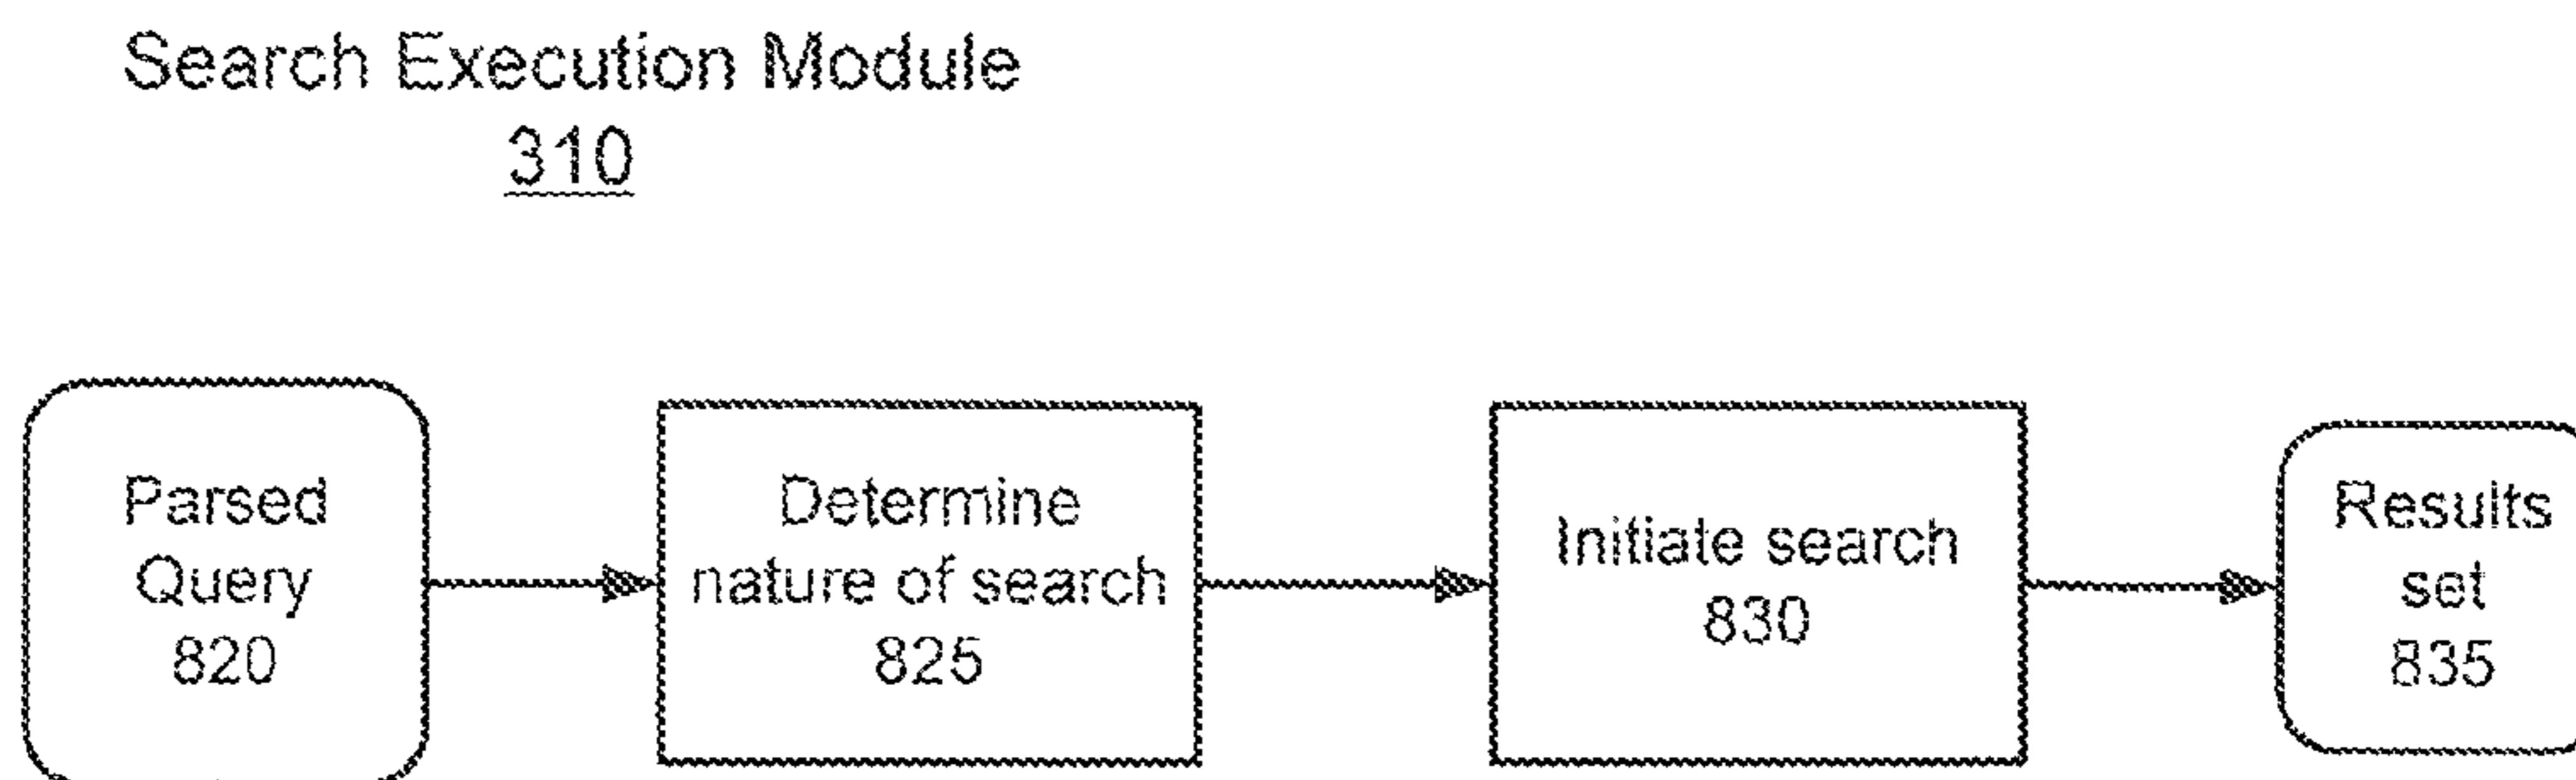 Search Execution Module
310
Parsed
Query
820
Determine
nature of search
825
Initiate search
830
Results
set
835